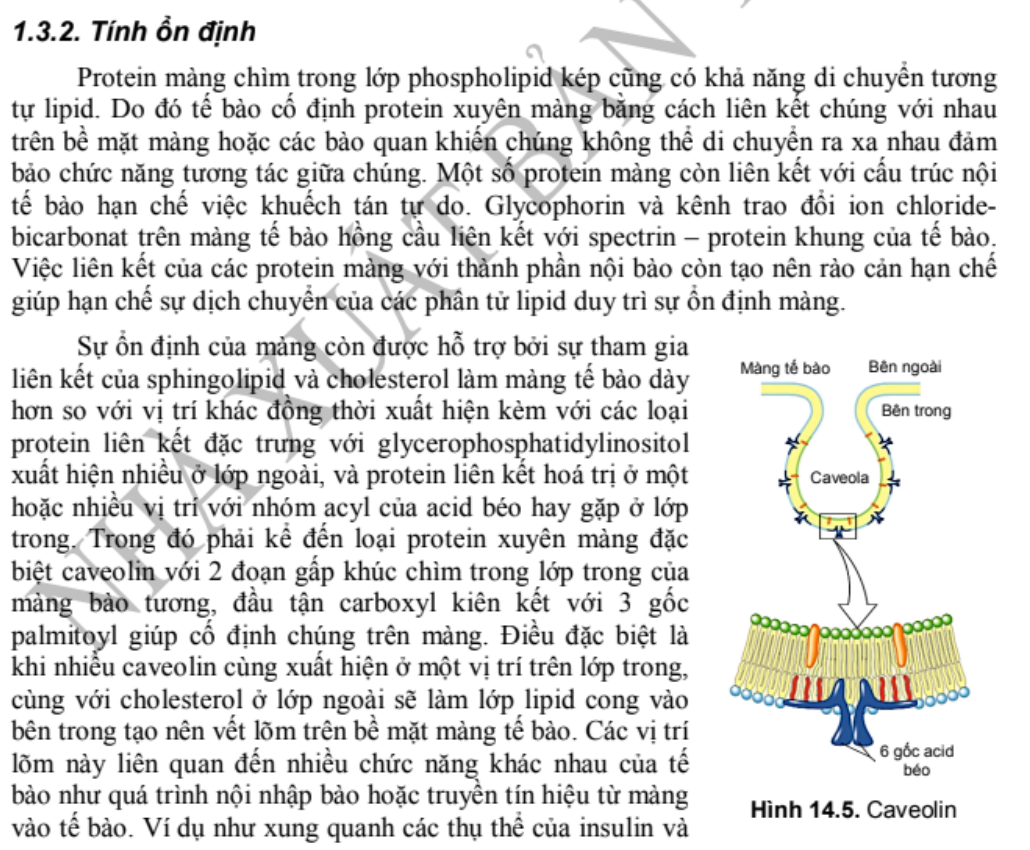 1.3.2. Tính ổn định
Protein màng chìm trong lớp phospholipid kép cũng có khả năng di chuyển tương
tự lipid. Do đó tế bào cố định protein xuyên màng bằng cách liên kết chúng với nhau
trên bề mặt màng hoặc các bào quan khiến chúng không thể di chuyển ra xa nhau đảm
bảo chức năng tương tác giữa chúng. Một số protein màng còn liên kết với cấu trúc nội
tế bào hạn chế việc khuếch tán tự do. Glycophorin và kênh trao đổi ion chloride-
bicarbonat trên màng tế bào hồng cầu liên kết với spectrin – protein khung của tế bào.
Việc liên kết của các protein màng với thành phần nội bào còn tạo nên rào cản hạn chế
giúp hạn chế sự dịch chuyển của các phân tử lipid duy trì sự ổn định màng.
Sự ổn định của màng còn được hỗ trợ bởi sự tham gia
liên kết của sphingolipid và cholesterol làm màng tế bào dày
hơn so với vị trí khác đồng thời xuất hiện kèm với các loại
protein liên kết đặc trưng với glycerophosphatidylinositol
xuất hiện nhiều ở lớp ngoài, và protein liên kết hoá trị ở một
hoặc nhiều vị trí với nhóm acyl của acid béo hay gặp ở lớp
trong. Trong đó phải kể đến loại protein xuyên màng đặc
biệt caveolin với 2 đoạn gấp khúc chìm trong lớp trong của
màng bào tương, đầu tận carboxyl kiên kết với 3 gốc
palmitoyl giúp cố định chúng trên màng. Điều đặc biệt là
khi nhiều caveolin cùng xuất hiện ở một vị trí trên lớp trong,
cùng với cholesterol ở lớp ngoài sẽ làm lớp lipid cong vào
bên trong tạo nên vết lõm trên bề mặt màng tế bào. Các vị trí
lõm này liên quan đến nhiều chức năng khác nhau của tế
bào như quá trình nội nhập bào hoặc truyền tín hiệu từ màng
vào tế bào. Ví dụ như xung quanh các thụ thể của insulin và
Màng tế bào
Bên ngoài
Bên trong
Caveola
6 gốc acid
béo
Hình 14.5. Caveolin
NHÀ XUẤT BẢN